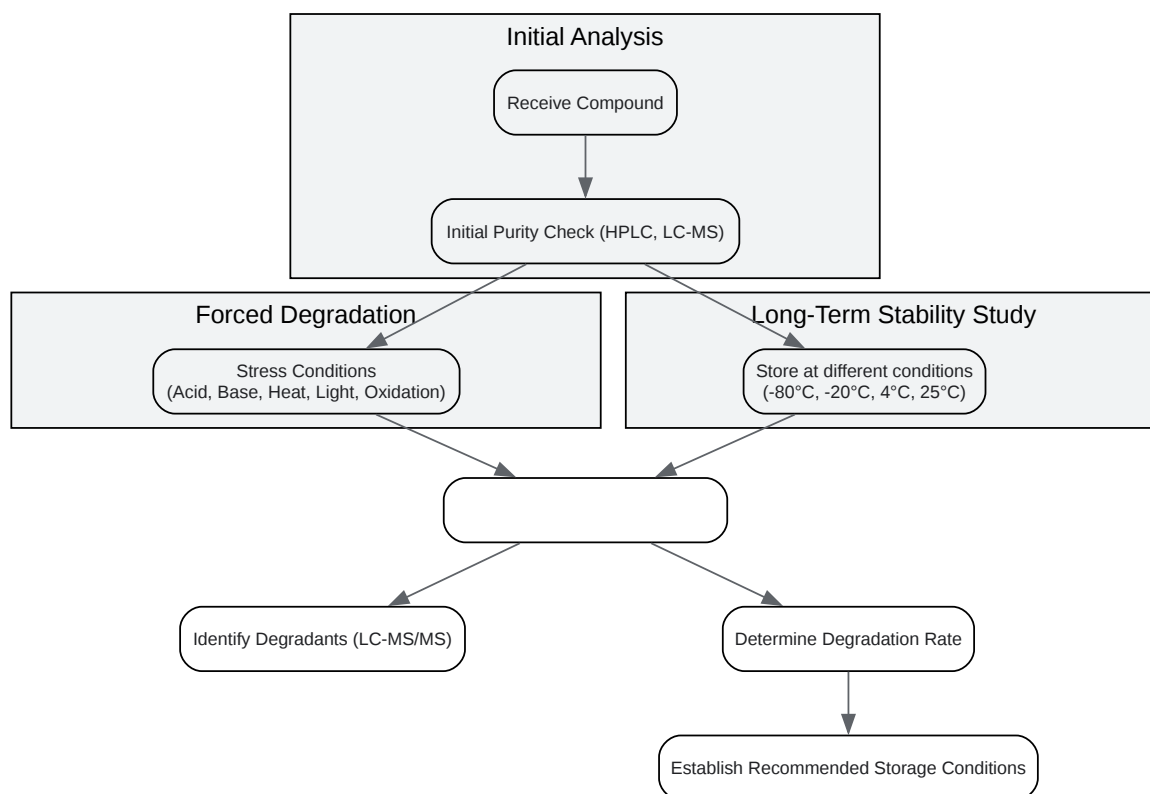 Initial Analysis
Receive Compound
Initial Purity Check (HPLC, LC-MS)
Forced Degradation
Long-Term Stability Study
Stress Conditions
(Acid, Base, Heat, Light, Oxidation)
Store at different conditions
(-80°C, -20°C, 4°C, 25°C)
Identify Degradants (LC-MS/MS)
Determine Degradation Rate
Establish Recommended Storage Conditions